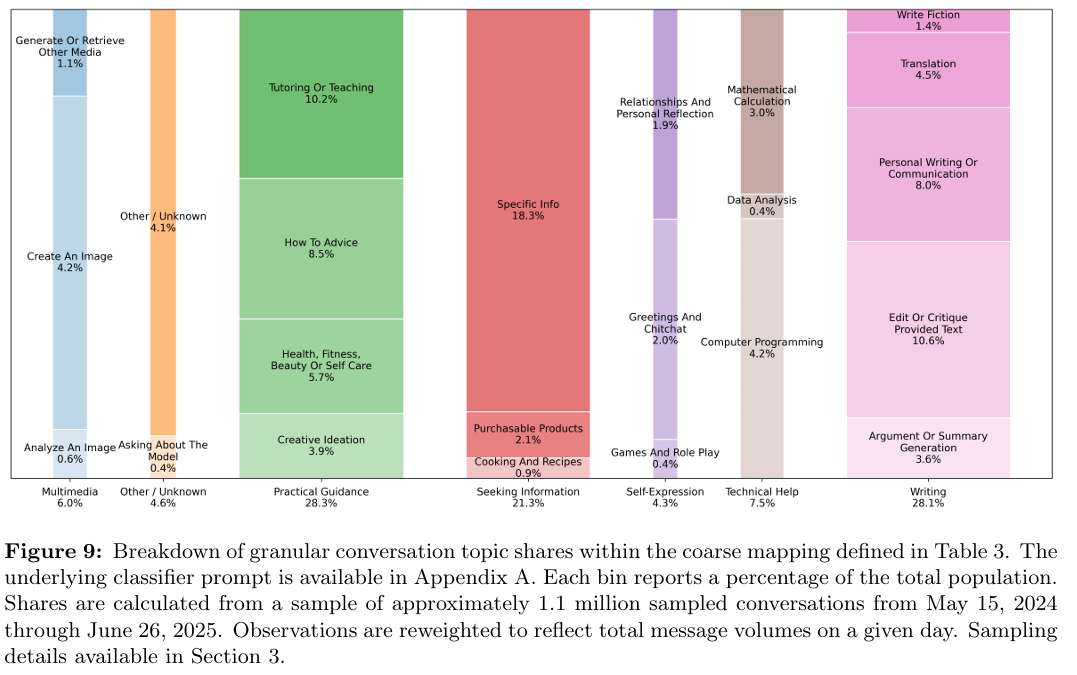 Generate Or Retrieve
Other Media
1.1%
Create An Image
4.2%
Analyze An Image
0.6%
Other / Unknown
4.1%
Asking About The
Model
0.4%
Tutoring Or Teaching
10.2%
How To Advice
8.5%
Health, Fitness,
Beauty Or Self Care
5.7%
Creative Ideation
3.9%
Specific Info
18.3%
Purchasable Products
2.1%
Cooking And Recipes
0.9%
Relationships And
Personal Reflection
1.9%
Greetings And
Chitchat
2.0%
Games And Role Play
0.4%
Mathematical
Calculation
3.0%
Data Analysis
0.4%
Computer Programming
4.2%
Write Fiction
1.4%
Translation
4.5%
Personal Writing Or
Communication
8.0%
Edit Or Critique
Provided Text
10.6%
Argument Or Summary
Generation
3.6%
Multimedia
6.0%
Other / Unknown
4.6%
Practical Guidance
28.3%
Seeking Information
21.3%
Self-Expression
4.3%
Technical Help
7.5%
Writing
28.1%
Figure 9: Breakdown of granular conversation topic shares within the coarse mapping defined in Table 3. The
underlying classifier prompt is available in Appendix A. Each bin reports a percentage of the total population.
Shares are calculated from a sample of approximately 1.1 million sampled conversations from May 15, 2024
through June 26, 2025. Observations are reweighted to reflect total message volumes on a given day. Sampling
details available in Section 3.